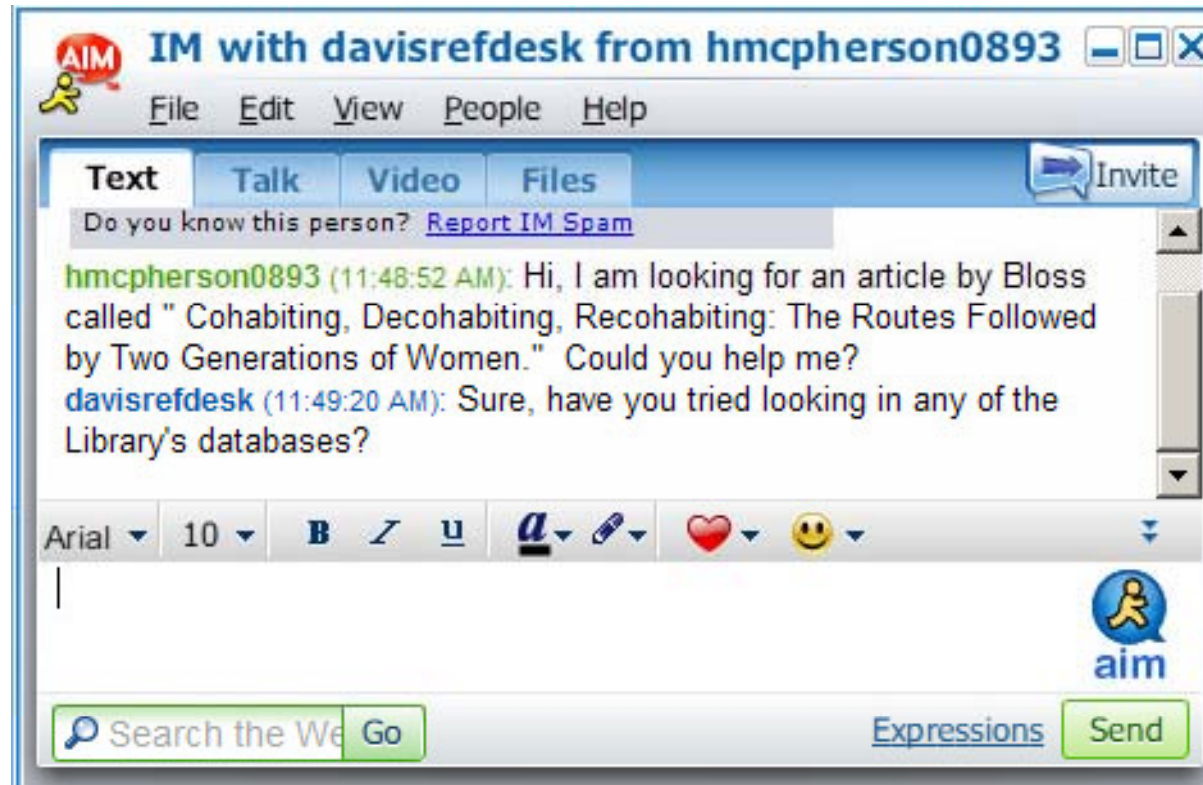 AIM
IM with davisrefdesk from hmcpherson0893
File Edit View People Help
Text Talk Video Files Invite
Do you know this person? Report IM Spam
hmcpherson0893 (11:48:52 AM): Hi, I am looking for an article by Bloss
called " Cohabiting, Decohabiting, Recohabiting: The Routes Followed
by Two Generations of Women."  Could you help me?
davisrefdesk (11:49:20 AM): Sure, have you tried looking in any of the
Library's databases?
Arial 10 B I u a
aim
Search the We Go Expressions Send